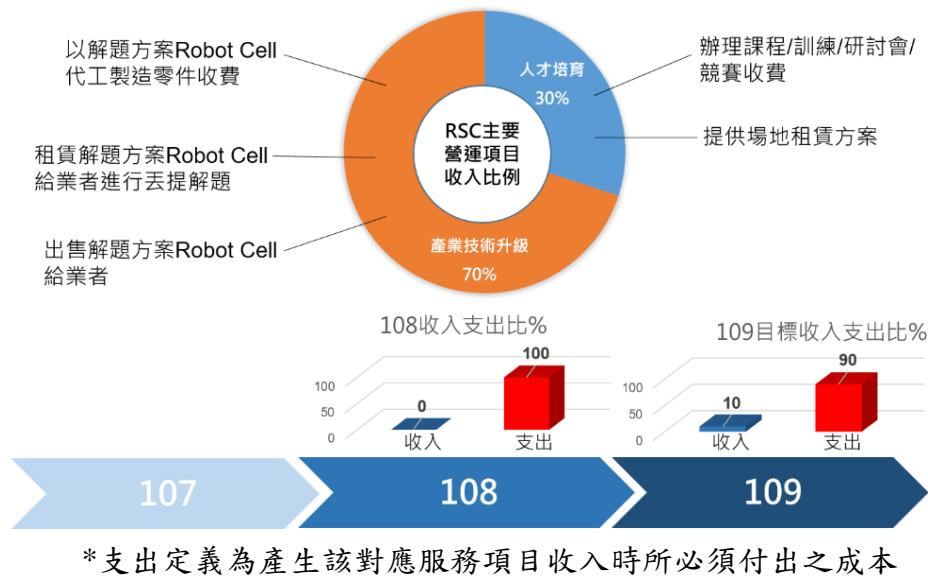 以解題方案Robot Cell
代工製造零件收費
租賃解題方案Robot Cell
給業者進行丟提解題
出售解題方案Robot Cell
給業者
人才培育
30%
RSC主要
營運項目
收入比例
產業技術升級
70%
辦理課程/訓練/研討會/
競賽收費
提供場地租賃方案
108收入支出比%
100
50
0
0
100
收入
支出
109目標收入支出比%
100
50
0
10
90
收入
支出
107
108
109
*支出定義為產生該對應服務項目收入時所必須付出之成本